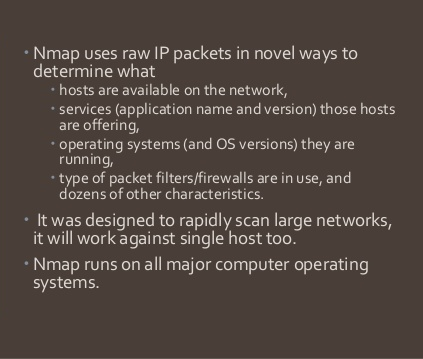 • Nmap uses raw IP packets in novel ways to
determine what
• hosts are available on the network,
• services (application name and version) those hosts
are offering,
• operating systems (and OS versions) they are
running,
• type of packet filters/firewalls are in use, and
dozens of other characteristics.
• It was designed to rapidly scan large networks,
it will work against single host too.
• Nmap runs on all major computer operating
systems.